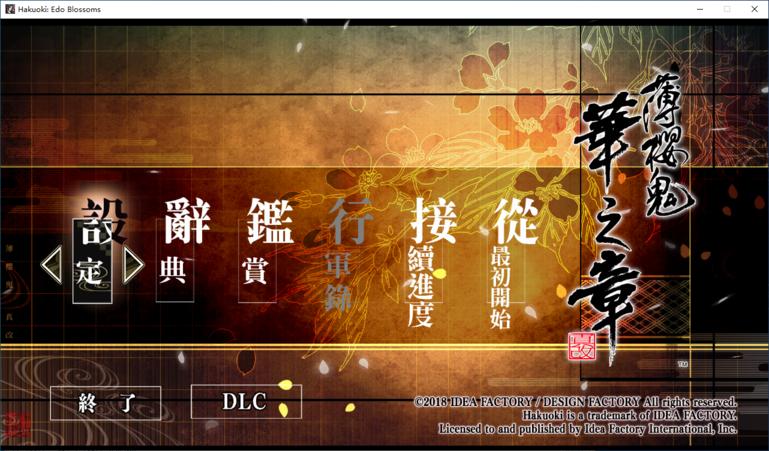 Hakuoki: Edo Blossoms
薄櫻鬼
華之章
TM
從最初開始
接續進度
行軍錄
鑑賞
辭典
設定
終了
DLC
©2018 IDEA FACTORY / DESIGN FACTORY All rights reserved.
Hakuoki is a trademark of IDEA FACTORY.
Licensed to and published by Idea Factory International, Inc.